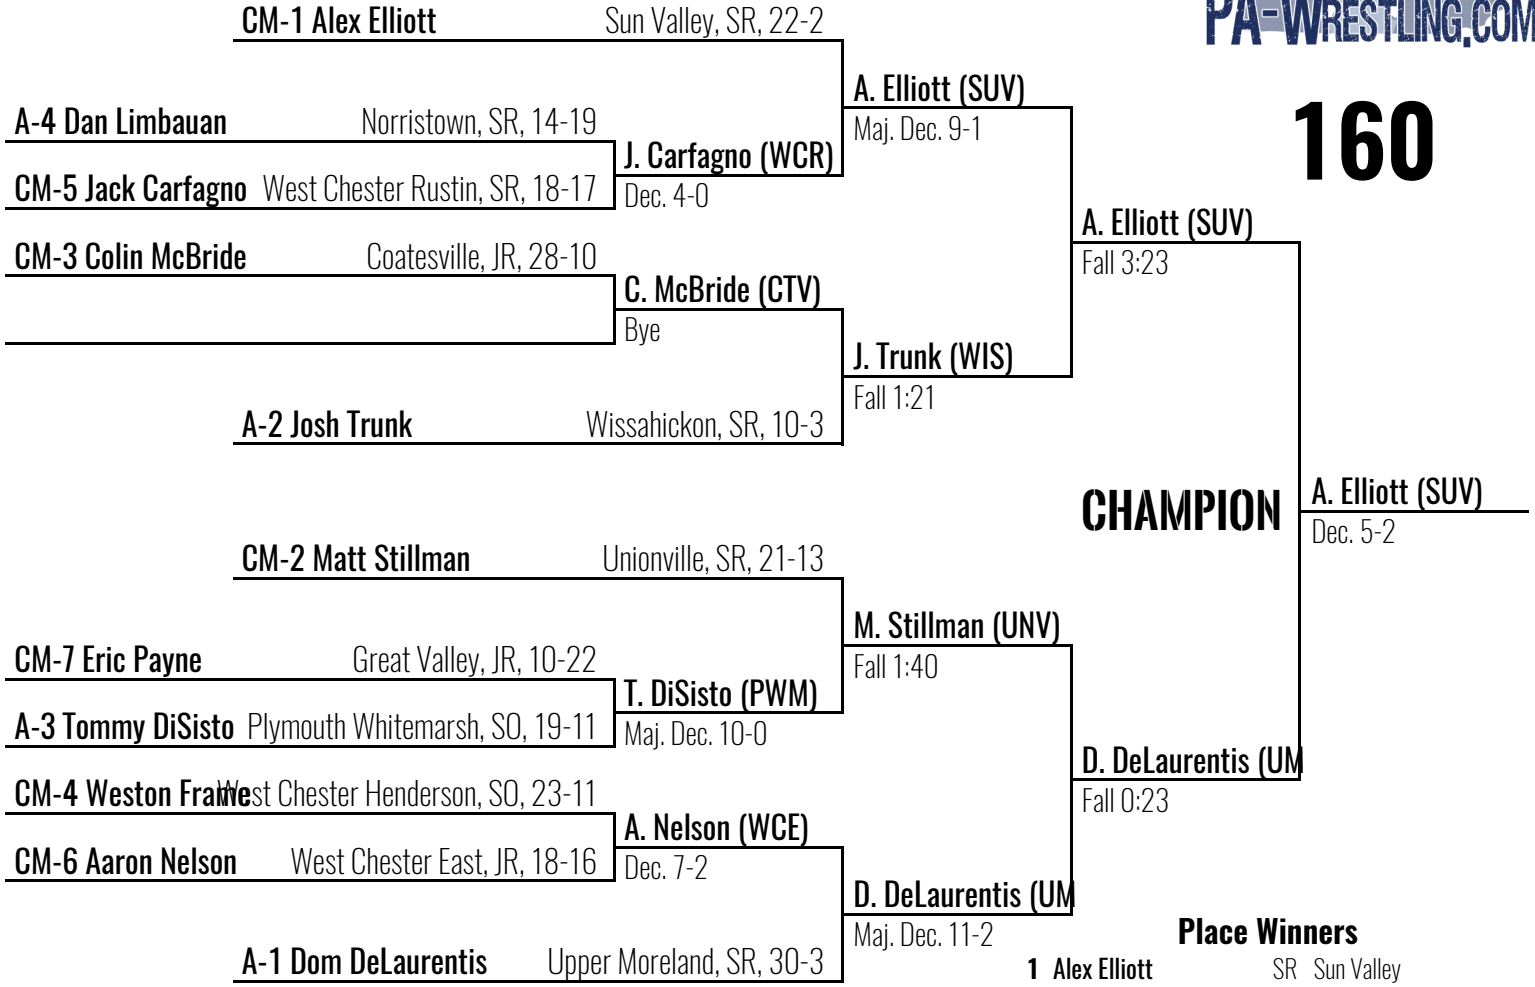 PA-WRESTLING.COM
160
CM-1 Alex Elliott Sun Valley, SR, 22-2
A. Elliott (SUV)
Maj. Dec. 9-1
A-4 Dan Limbauan Norristown, SR, 14-19
J. Carfagno (WCR)
Dec. 4-0
CM-5 Jack Carfagno West Chester Rustin, SR, 18-17
A. Elliott (SUV)
Fall 3:23
CM-3 Colin McBride Coatesville, JR, 28-10
C. McBride (CTV)
Bye
J. Trunk (WIS)
Fall 1:21
A-2 Josh Trunk Wissahickon, SR, 10-3
CHAMPION
A. Elliott (SUV)
Dec. 5-2
CM-2 Matt Stillman Unionville, SR, 21-13
M. Stillman (UNV)
Fall 1:40
CM-7 Eric Payne Great Valley, JR, 10-22
T. DiSisto (PWM)
Maj. Dec. 10-0
A-3 Tommy DiSisto Plymouth Whitemarsh, SO, 19-11
D. DeLaurentis (UM
Fall 0:23
CM-4 Weston Frame West Chester Henderson, SO, 23-11
A. Nelson (WCE)
Dec. 7-2
CM-6 Aaron Nelson West Chester East, JR, 18-16
D. DeLaurentis (UM
Maj. Dec. 11-2
A-1 Dom DeLaurentis Upper Moreland, SR, 30-3
Place Winners
1 Alex Elliott SR Sun Valley